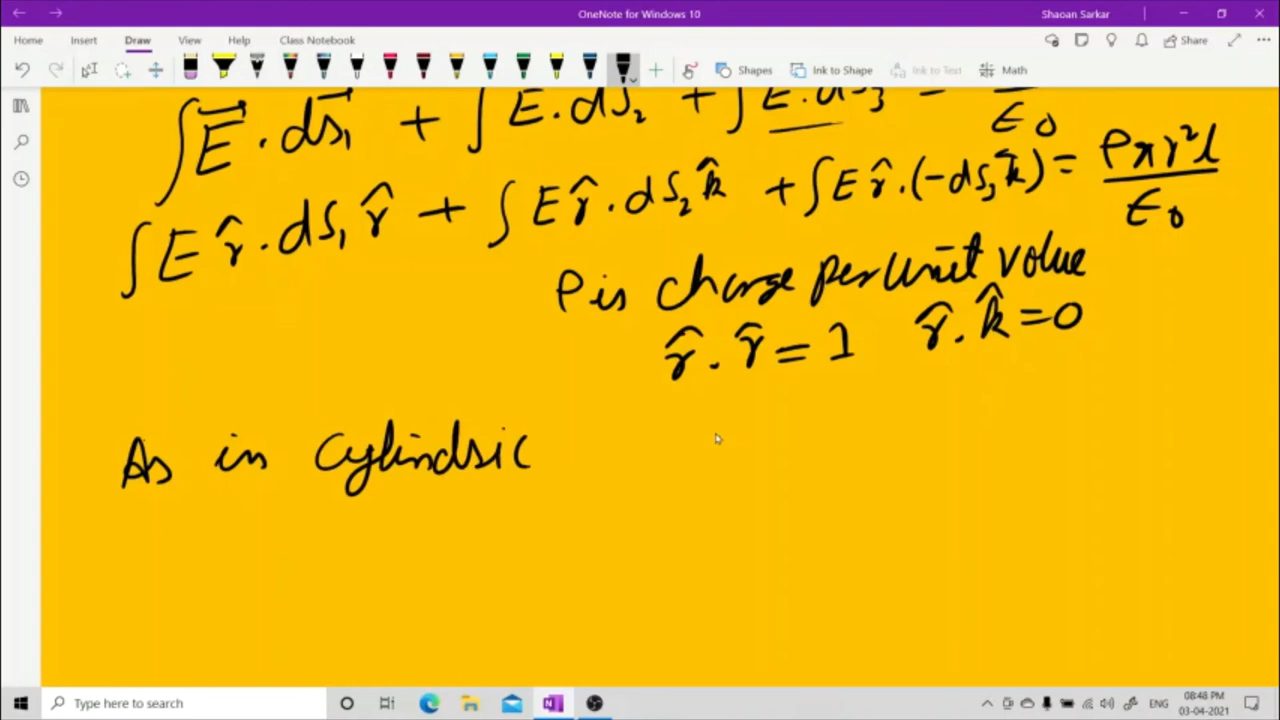 OneNote for Windows 10
Shaoan Sarkar
Home Insert Draw View Help Class Notebook
Share
Shapes Ink to Shape Ink to Text Math
∫E⃗.ds⃗₁ + ∫E.ds₂ + ∫E.ds₃ = ϵ₀
∫E r̂.ds₁ r̂ + ∫E r̂.ds₂ k̂ + ∫E r̂.(-ds₃ k̂) = ρπr²l/ϵ₀
ρ is charge per unit volue
r̂.r̂=1 r̂.k̂=0
As in cylindric
Type here to search
ENG
08:48 PM
03-04-2021